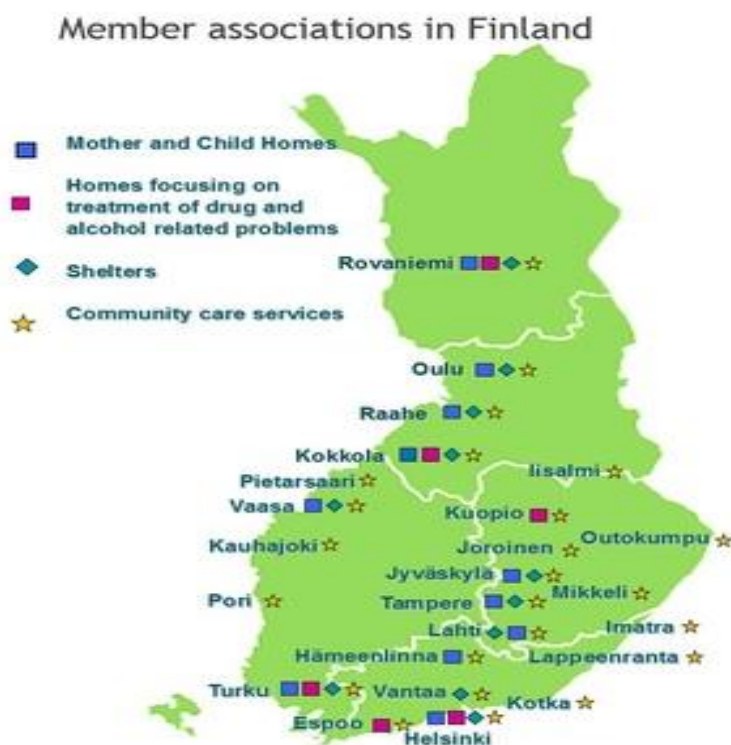 Member associations in Finland
Mother and Child Homes
Homes focusing on
treatment of drug and
alcohol related problems
Shelters
Community care services
Rovaniemi
Oulu
Raahe
Kokkola
Iisalmi
Pietarsaari
Vaasa
Kuopio
Outokumpu
Kauhajoki
Joroinen
Jyväskylä
Mikkeli
Pori
Tampere
Lahti
Imatra
Hämeenlinna
Lappeenranta
Turku
Vantaa
Kotka
Espoo
Helsinki